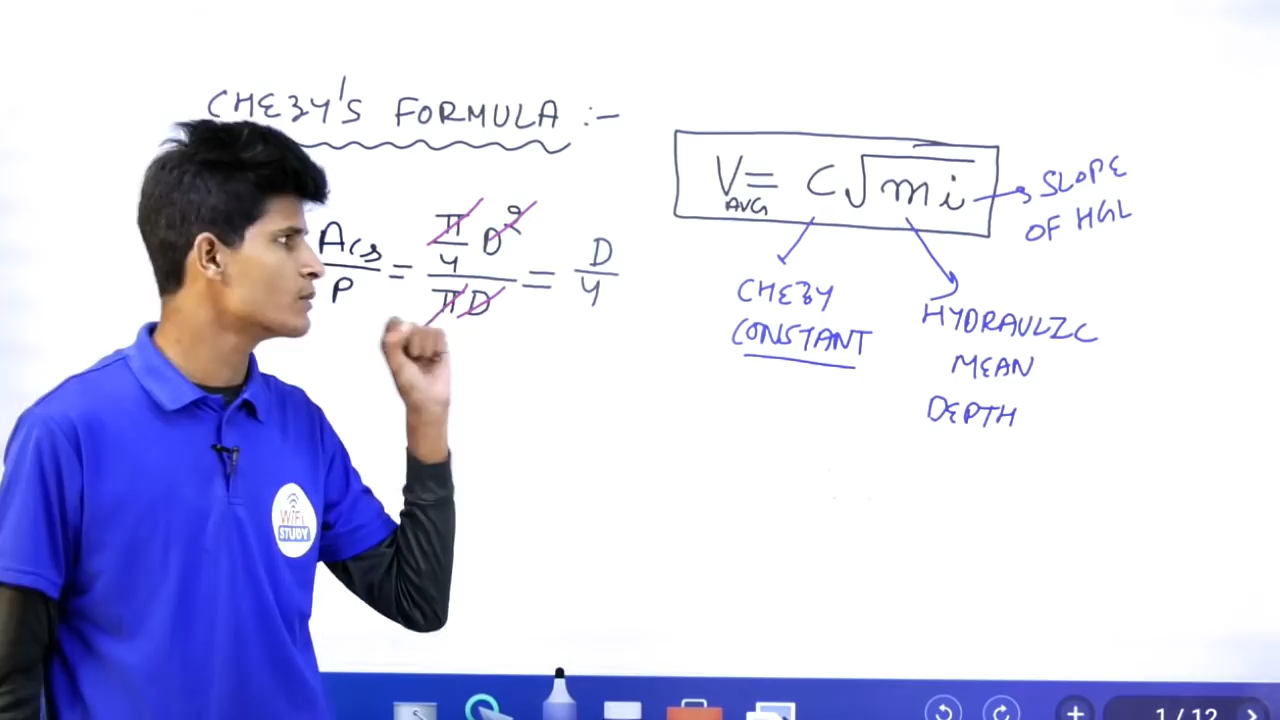 CHEZY'S FORMULA :-
Acs/P = π/4 D²/πD = D/4
V = C√mi
AVG
SLOPE
OF HGL
CHEZY
CONSTANT
HYDRAULIC
MEAN
DEPTH
WiFi
STUDY
1 / 12